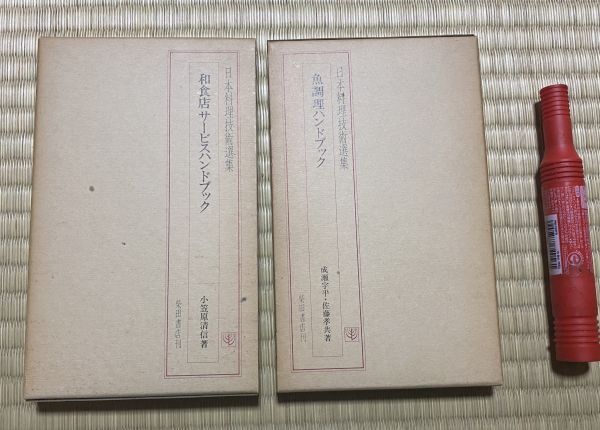 日本料理技術選集
和食店サービスハンドブック
小笠原清信著
柴田書店刊
日本料理技術選集
魚調理ハンドブック
成瀬宇平・佐藤孝共著
柴田書店刊